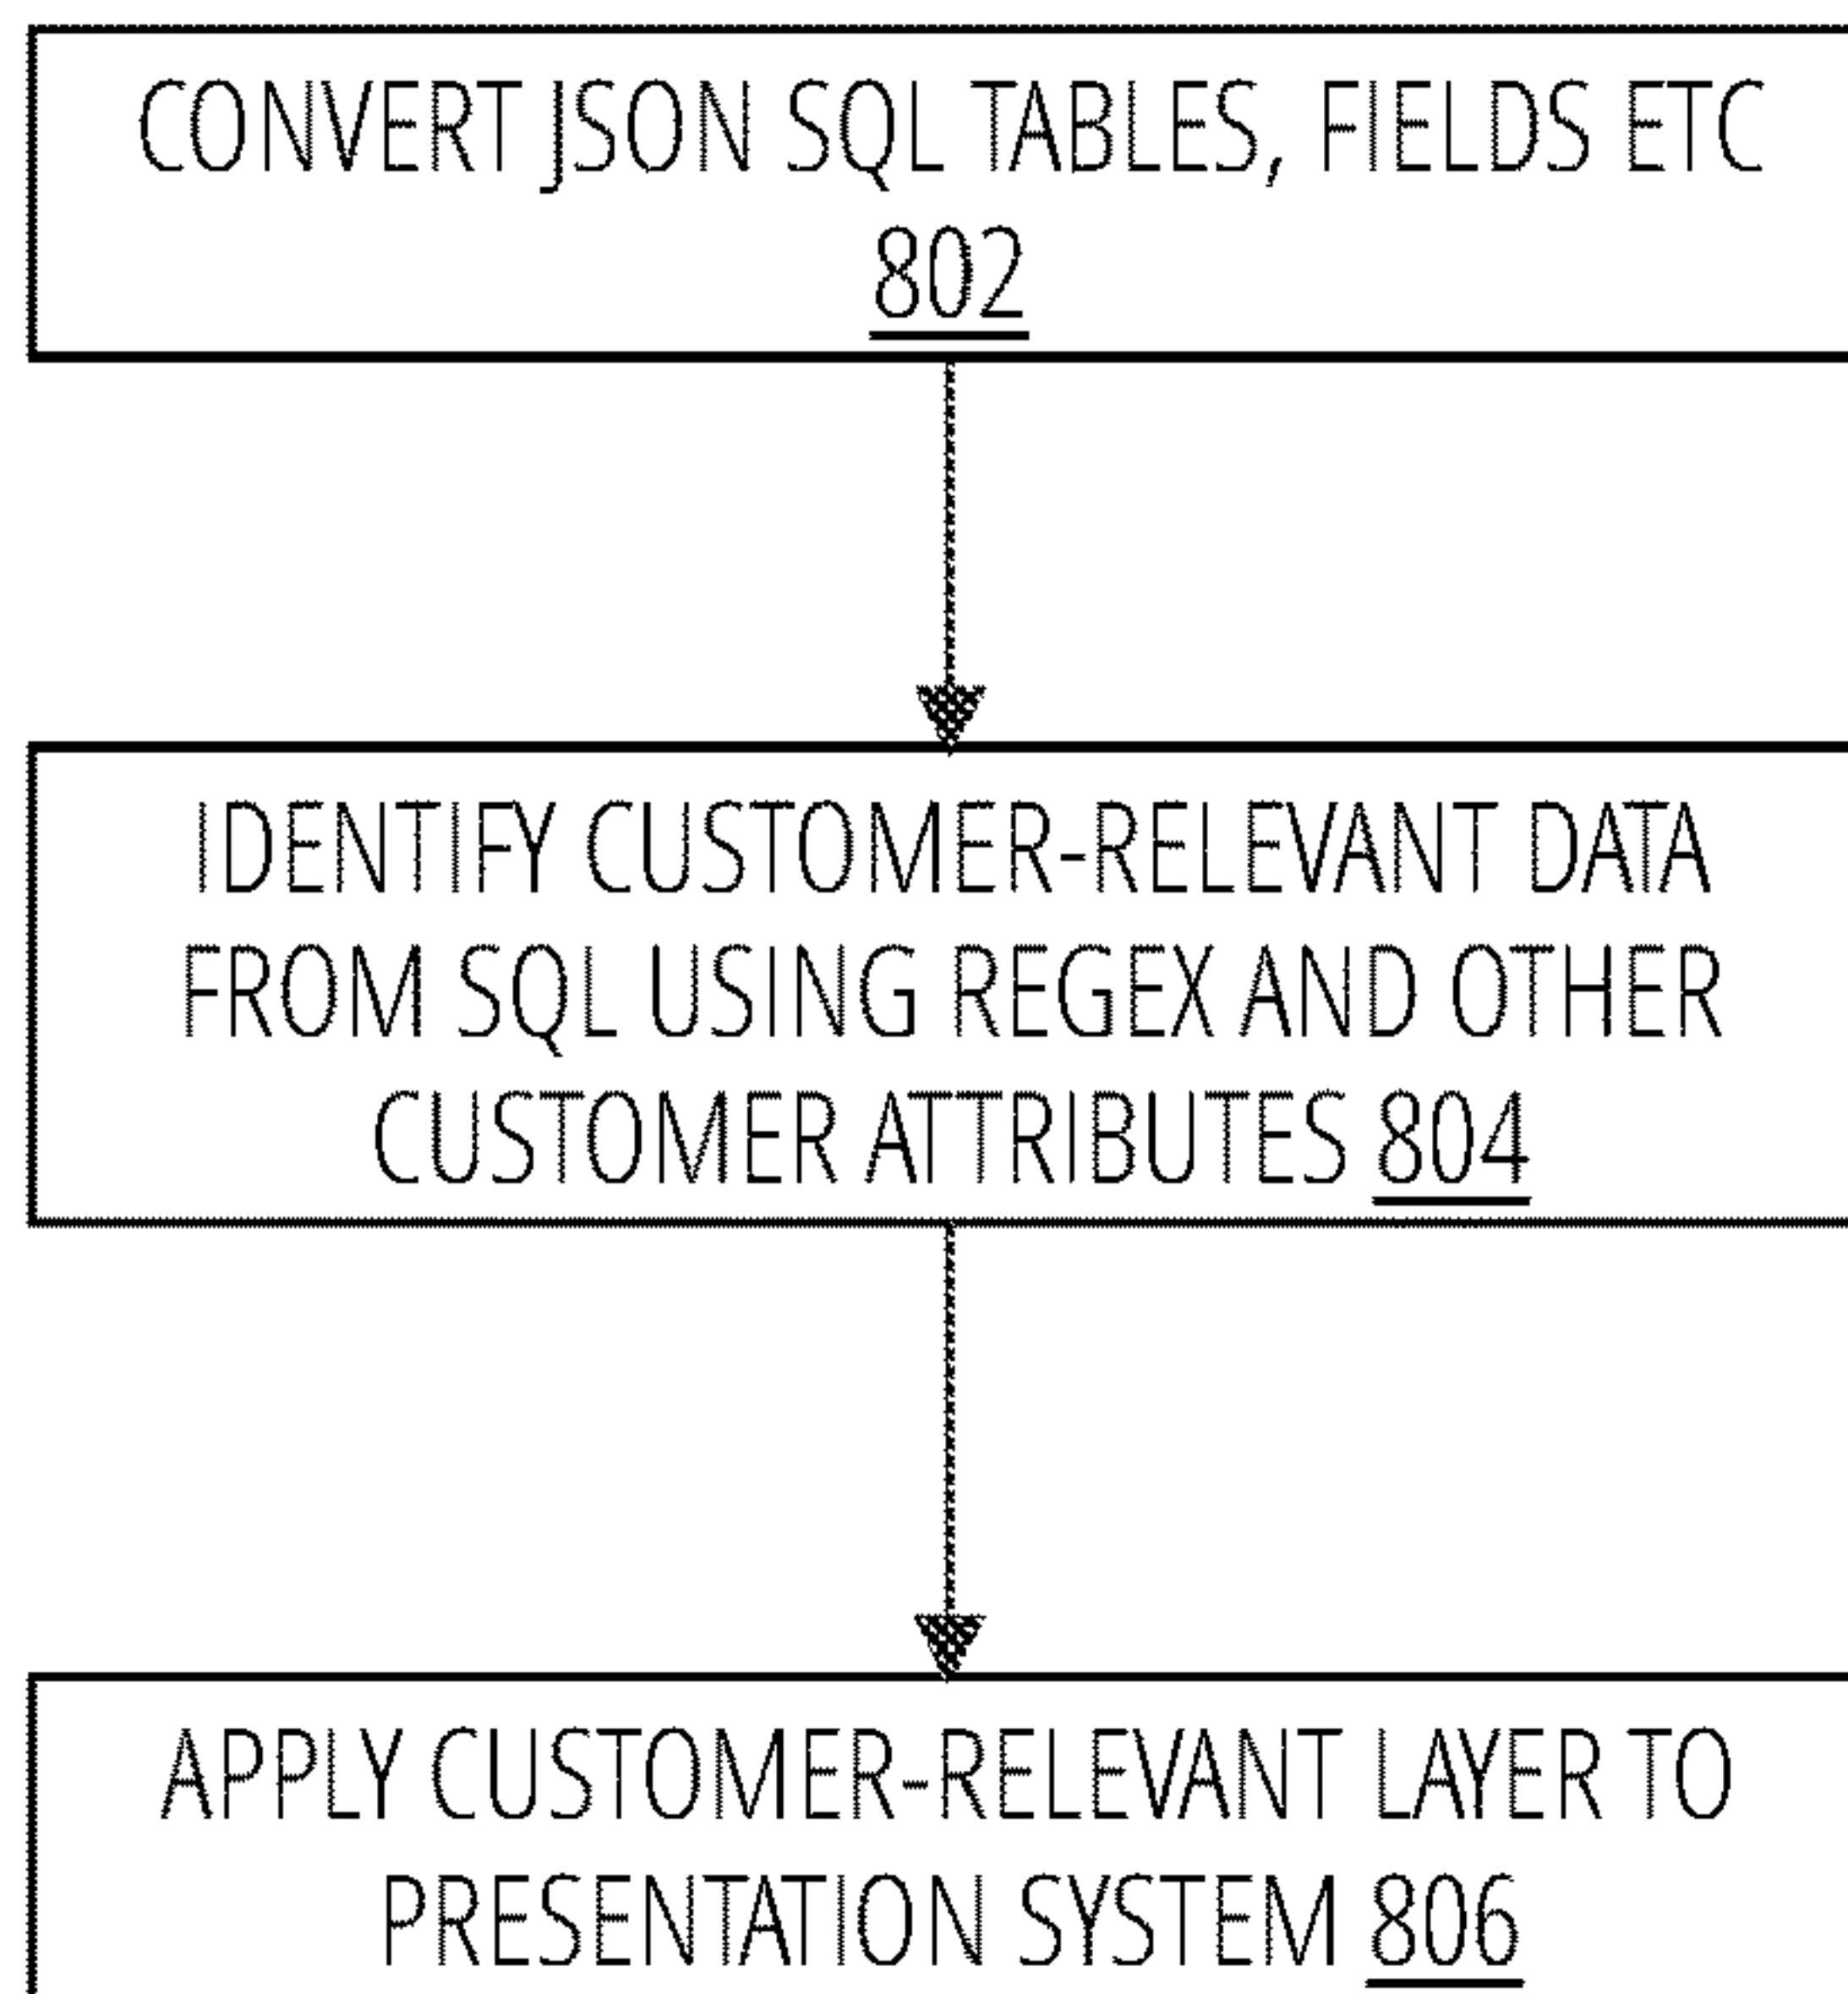 CONVERT JSON SQL TABLES, FIELDS ETC
802
IDENTIFY CUSTOMER-RELEVANT DATA
FROM SQL USING REGEX AND OTHER
CUSTOMER ATTRIBUTES 804
APPLY CUSTOMER-RELEVANT LAYER TO
PRESENTATION SYSTEM 806